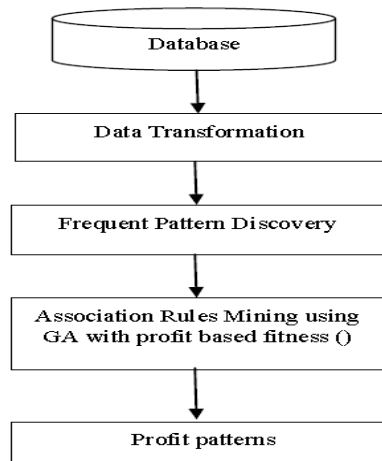 Database
Data Transformation
Frequent Pattern Discovery
Association Rules Mining using
GA with profit based fitness ()
Profit patterns